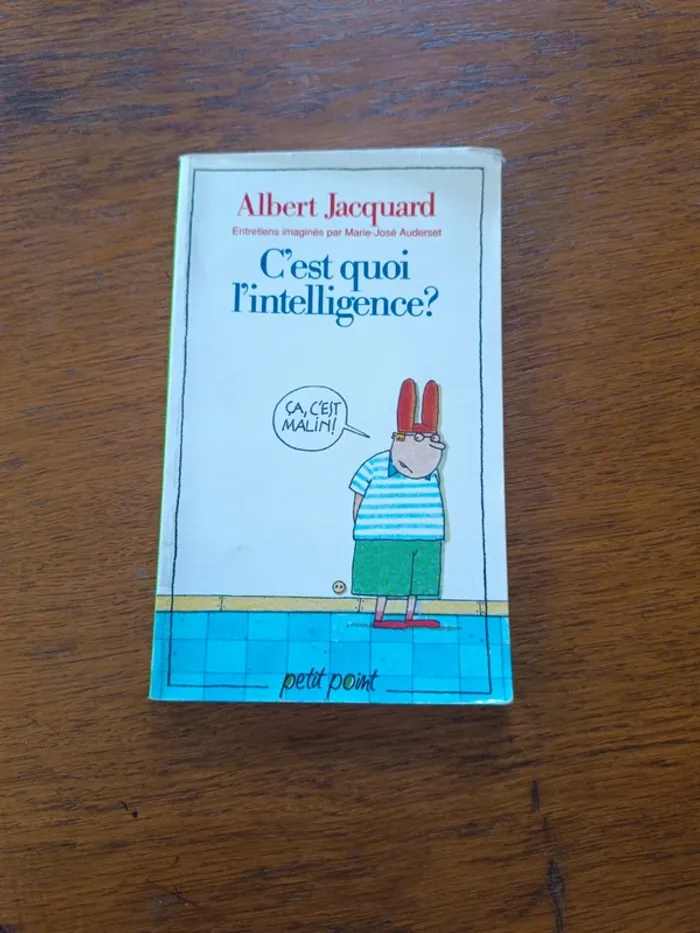 Albert Jacquard
Entretiens imaginés par Marie-José Auderset
C'est quoi
l'intelligence?
ÇA, C'EST
MALIN!
petit point